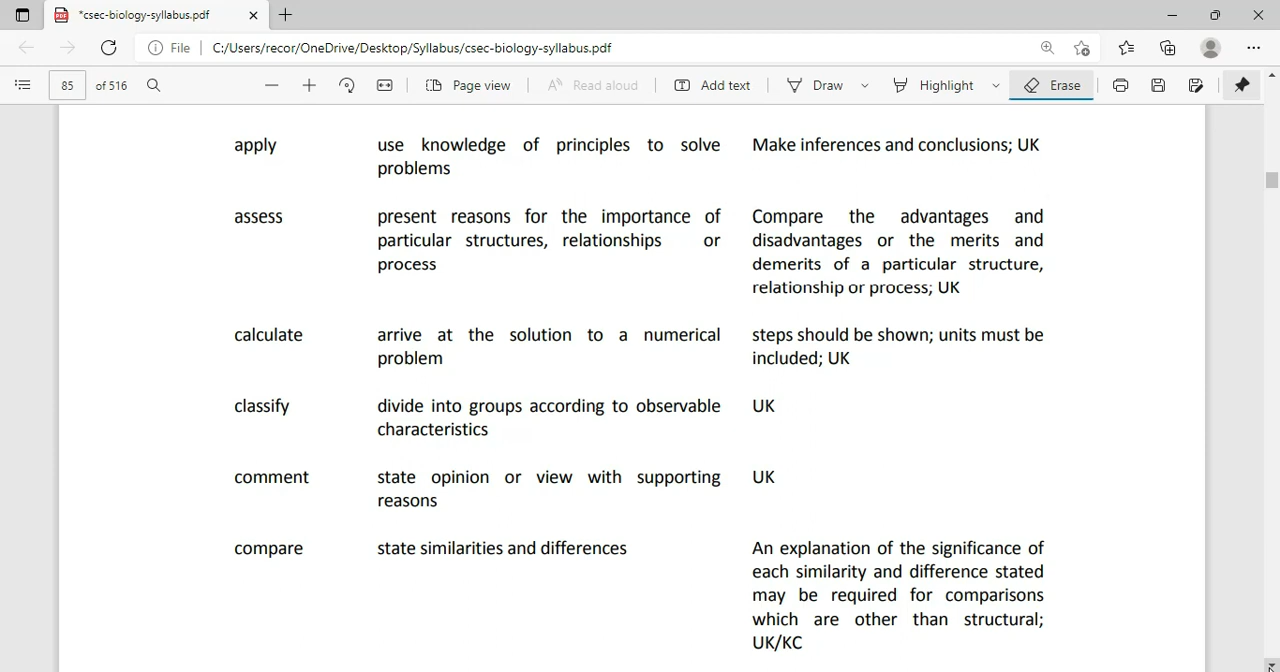 *csec-biology-syllabus.pdf
File C:/Users/recor/OneDrive/Desktop/Syllabus/csec-biology-syllabus.pdf
85 of 516 Page view Read aloud Add text Draw Highlight Erase
apply use knowledge of principles to solve Make inferences and conclusions; UK
problems
assess present reasons for the importance of Compare the advantages and
particular structures, relationships or disadvantages or the merits and
process demerits of a particular structure,
relationship or process; UK
calculate arrive at the solution to a numerical steps should be shown; units must be
problem included; UK
classify divide into groups according to observable UK
characteristics
comment state opinion or view with supporting UK
reasons
compare state similarities and differences An explanation of the significance of
each similarity and difference stated
may be required for comparisons
which are other than structural;
UK/KC